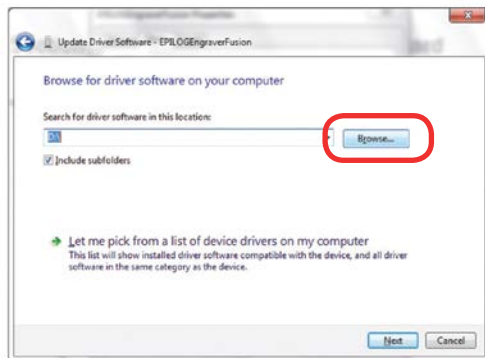 Update Driver Software - EPILOGEngraverFusion
Browse for driver software on your computer
Search for driver software in this location:
D:\
Browse...
Include subfolders
Let me pick from a list of device drivers on my computer
This list will show installed driver software compatible with the device, and all driver
software in the same category as the device.
Next
Cancel